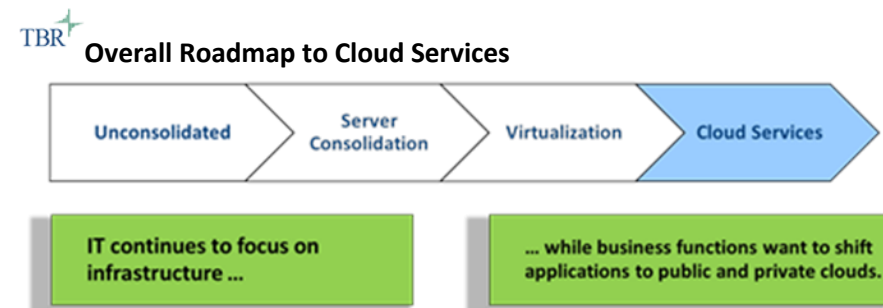 TBR
Overall Roadmap to Cloud Services
Unconsolidated
Server
Consolidation
Virtualization
Cloud Services
IT continues to focus on
infrastructure ...
... while business functions want to shift
applications to public and private clouds.